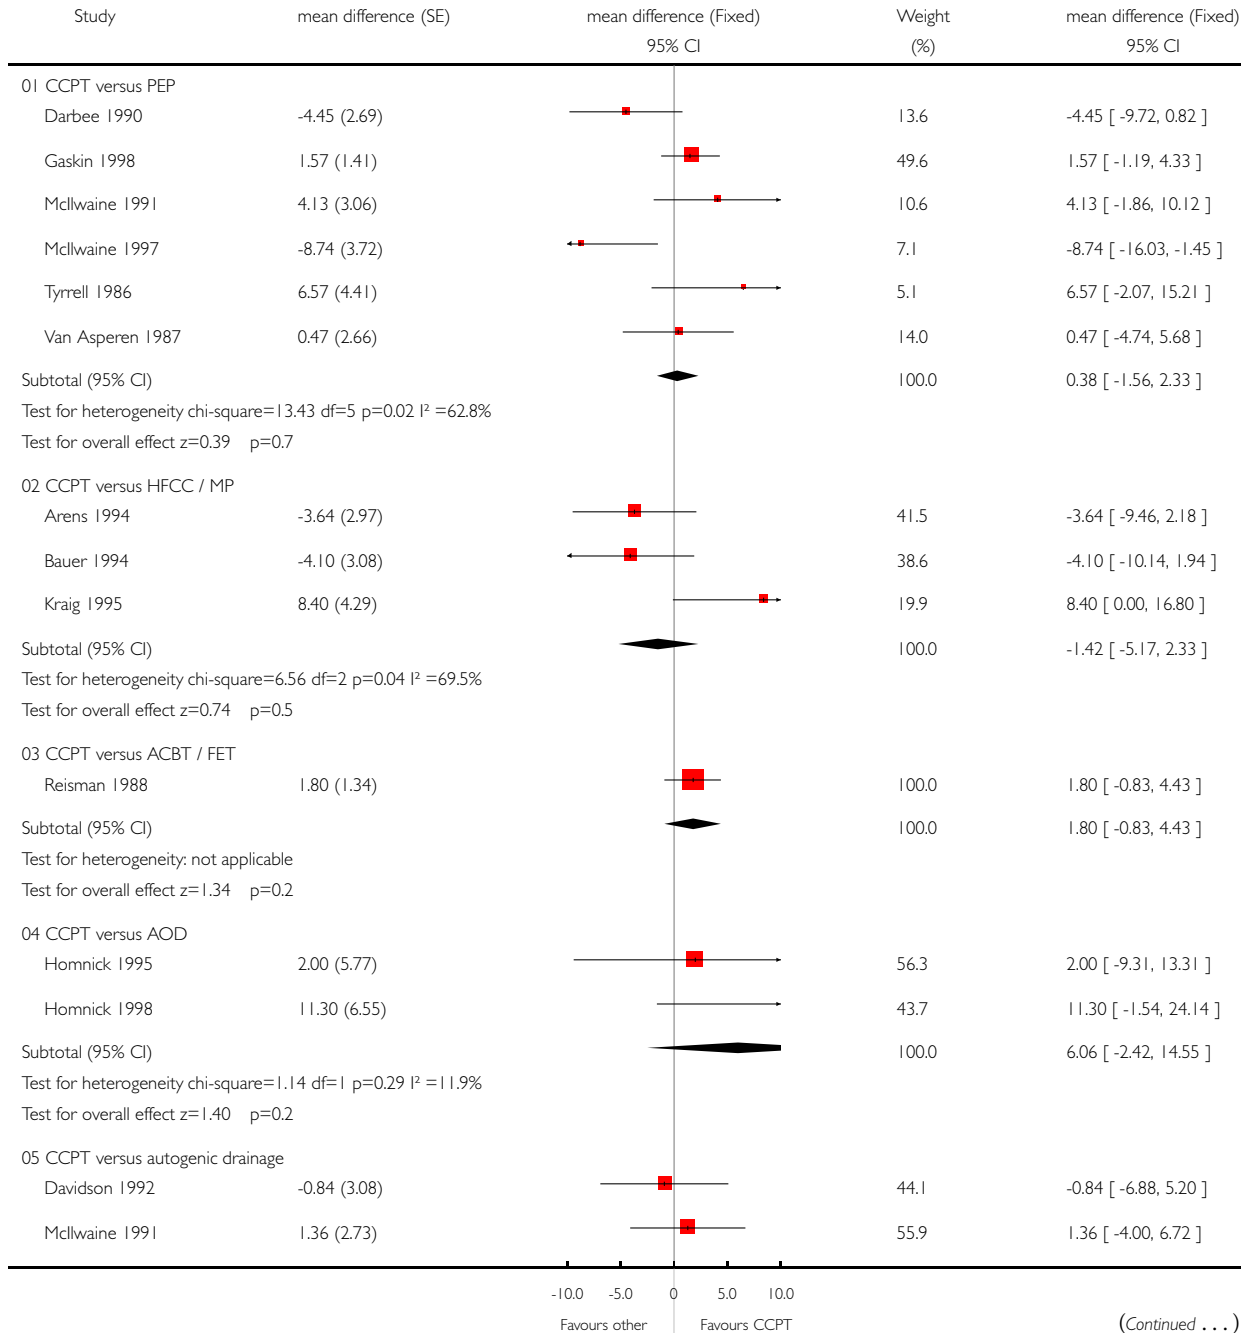 Study mean difference (SE) mean difference (Fixed) Weight mean difference (Fixed)
95% CI (%) 95% CI
01 CCPT versus PEP
Darbee 1990 -4.45 (2.69) 13.6 -4.45 [ -9.72, 0.82 ]
Gaskin 1998 1.57 (1.41) 49.6 1.57 [ -1.19, 4.33 ]
McIlwaine 1991 4.13 (3.06) 10.6 4.13 [ -1.86, 10.12 ]
McIlwaine 1997 -8.74 (3.72) 7.1 -8.74 [ -16.03, -1.45 ]
Tyrrell 1986 6.57 (4.41) 5.1 6.57 [ -2.07, 15.21 ]
Van Asperen 1987 0.47 (2.66) 14.0 0.47 [ -4.74, 5.68 ]
Subtotal (95% CI) 100.0 0.38 [ -1.56, 2.33 ]
Test for heterogeneity chi-square=13.43 df=5 p=0.02 I² =62.8%
Test for overall effect z=0.39 p=0.7
02 CCPT versus HFCC / MP
Arens 1994 -3.64 (2.97) 41.5 -3.64 [ -9.46, 2.18 ]
Bauer 1994 -4.10 (3.08) 38.6 -4.10 [ -10.14, 1.94 ]
Kraig 1995 8.40 (4.29) 19.9 8.40 [ 0.00, 16.80 ]
Subtotal (95% CI) 100.0 -1.42 [ -5.17, 2.33 ]
Test for heterogeneity chi-square=6.56 df=2 p=0.04 I² =69.5%
Test for overall effect z=0.74 p=0.5
03 CCPT versus ACBT / FET
Reisman 1988 1.80 (1.34) 100.0 1.80 [ -0.83, 4.43 ]
Subtotal (95% CI) 100.0 1.80 [ -0.83, 4.43 ]
Test for heterogeneity: not applicable
Test for overall effect z=1.34 p=0.2
04 CCPT versus AOD
Homnick 1995 2.00 (5.77) 56.3 2.00 [ -9.31, 13.31 ]
Homnick 1998 11.30 (6.55) 43.7 11.30 [ -1.54, 24.14 ]
Subtotal (95% CI) 100.0 6.06 [ -2.42, 14.55 ]
Test for heterogeneity chi-square=1.14 df=1 p=0.29 I² =11.9%
Test for overall effect z=1.40 p=0.2
05 CCPT versus autogenic drainage
Davidson 1992 -0.84 (3.08) 44.1 -0.84 [ -6.88, 5.20 ]
McIlwaine 1991 1.36 (2.73) 55.9 1.36 [ -4.00, 6.72 ]
-10.0 -5.0 0 5.0 10.0
Favours other Favours CCPT (Continued . . . )